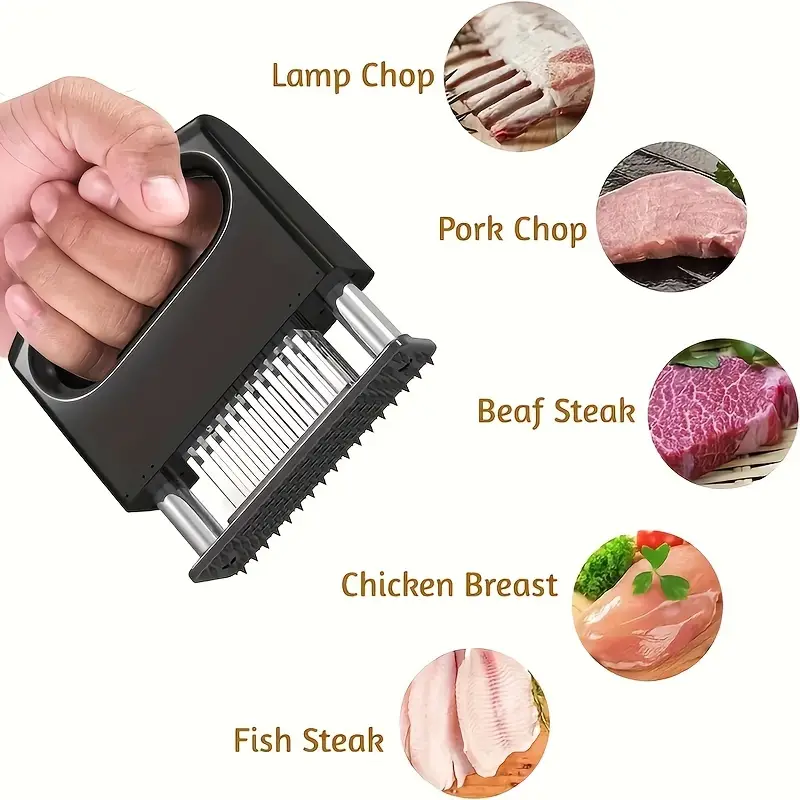 Lamp Chop
Pork Chop
Beaf Steak
Chicken Breast
Fish Steak